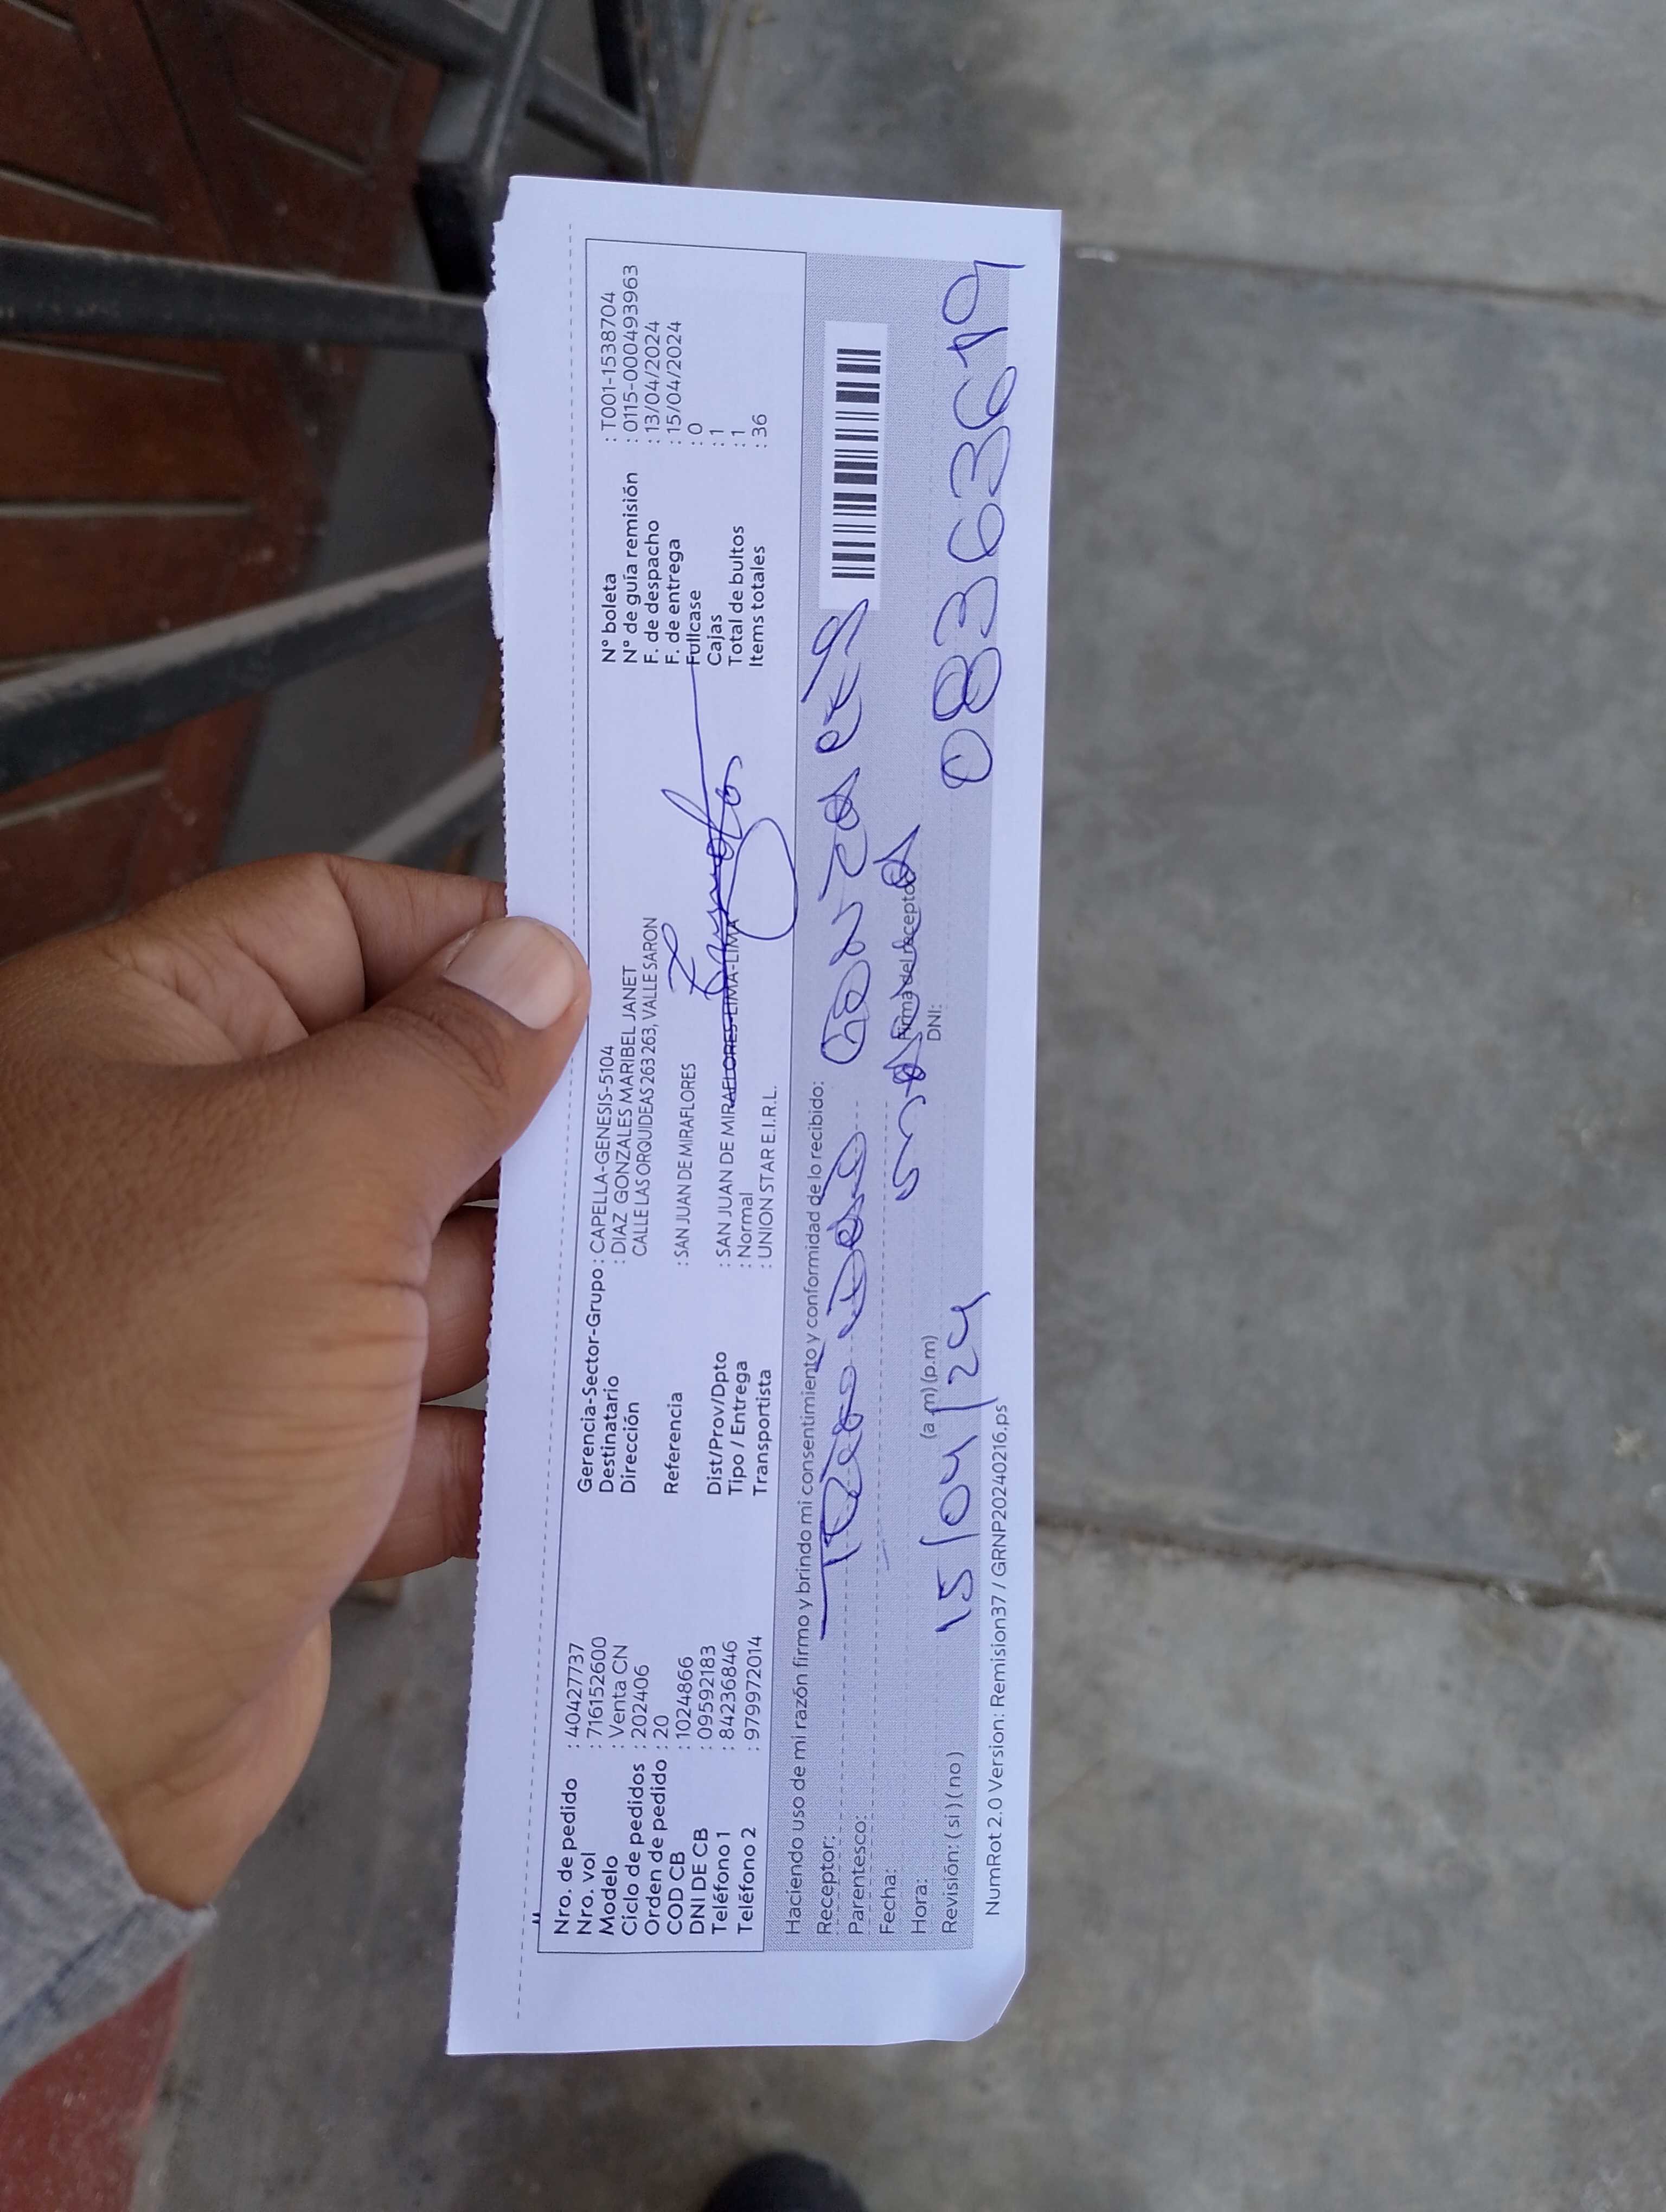 Nro. de pedido : 40427737
Nro. vol : 716152600
Modelo : Venta CN
Ciclo de pedidos : 202406
Orden de pedido : 20
COD CB : 1024866
DNI DE CB : 09592183
Teléfono 1 : 84236846
Teléfono 2 : 979972014
Gerencia-Sector-Grupo : CAPELLA-GENESIS-5104
Destinatario : DIAZ GONZALES MARIBEL JANET
Dirección CALLE LAS ORQUIDEAS 263 263, VALLE SARON
Referencia : SAN JUAN DE MIRAFLORES
Dist/Prov/Dpto : SAN JUAN DE MIRAFLORES-LIMA-LIMA
Tipo / Entrega : Normal
Transportista : UNION STAR E.I.R.L.
N° boleta : T001-1538704
N° de guía remisión : 0115-000493963
F. de despacho : 13/04/2024
F. de entrega : 15/04/2024
Fullcase : 0
Cajas : 1
Total de bultos : 1
Items totales : 36
Haciendo uso de mi razón firmo y brindo mi consentimiento y conformidad de lo recibido:
Receptor:
Parentesco:
Fecha:
Firma del receptor
Hora: (a m) (p.m) DNI:
15/04/24
Revisión: ( si ) ( no )
NumRot 2.0 Version: Remision37 / GRNP20240216.ps